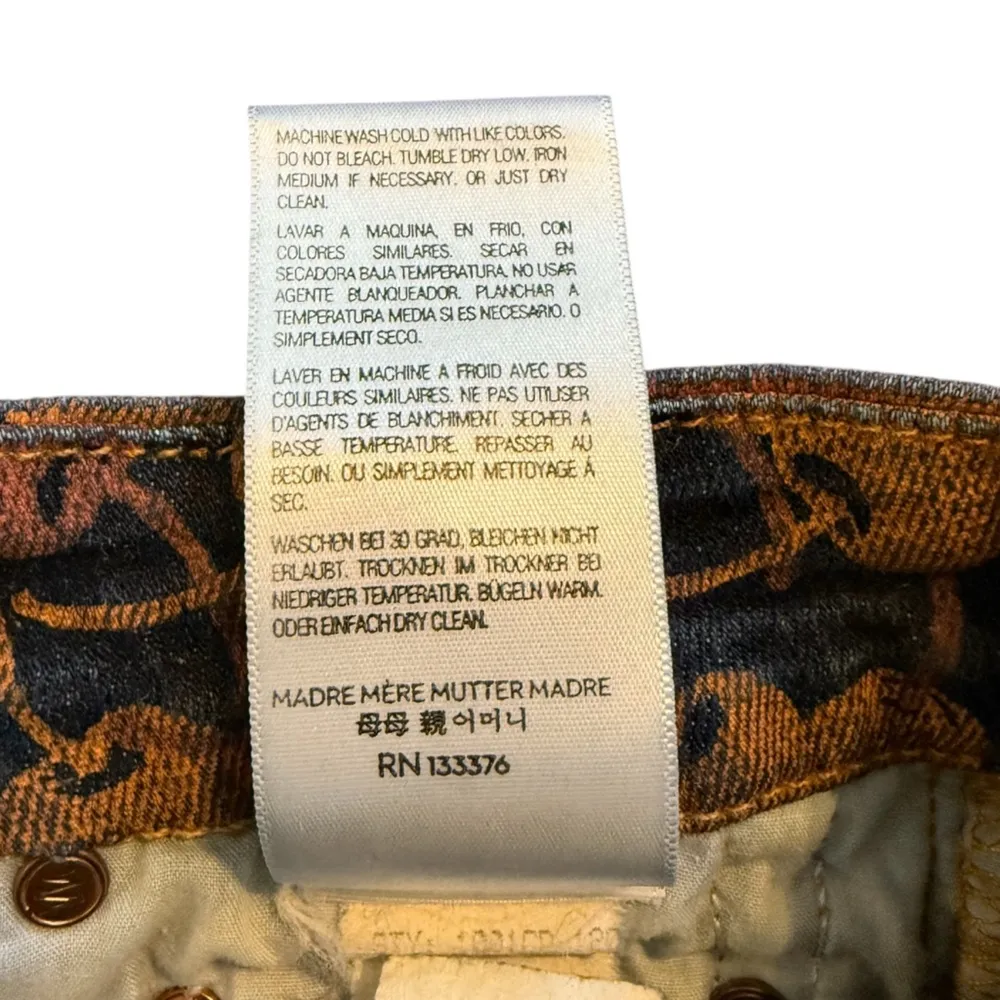 MACHINE WASH COLD WITH LIKE COLORS.
DO NOT BLEACH. TUMBLE DRY LOW. IRON
MEDIUM IF NECESSARY. OR JUST DRY
CLEAN.
LAVAR A MAQUINA, EN FRIO, CON
COLORES SIMILARES. SECAR EN
SECADORA BAJA TEMPERATURA. NO USAR
AGENTE BLANQUEADOR. PLANCHAR A
TEMPERATURA MEDIA SI ES NECESARIO. O
SIMPLEMENT SECO.
LAVER EN MACHINE A FROID AVEC DES
COULEURS SIMILAIRES. NE PAS UTILISER
D'AGENTS DE BLANCHIMENT. SECHER A
BASSE TEMPERATURE. REPASSER AU
BESOIN. OU SIMPLEMENT METTOYAGE À
SEC.
WASCHEN BEI 30 GRAD, BLEICHEN NICHT
ERLAUBT. TROCKNEN IM TROCKNER BEI
NIEDRIGER TEMPERATUR. BÜGELN WARM.
ODER EINFACH DRY CLEAN.
MADRE MÈRE MUTTER MADRE
母母 親 어머니
RN 133376
STY: